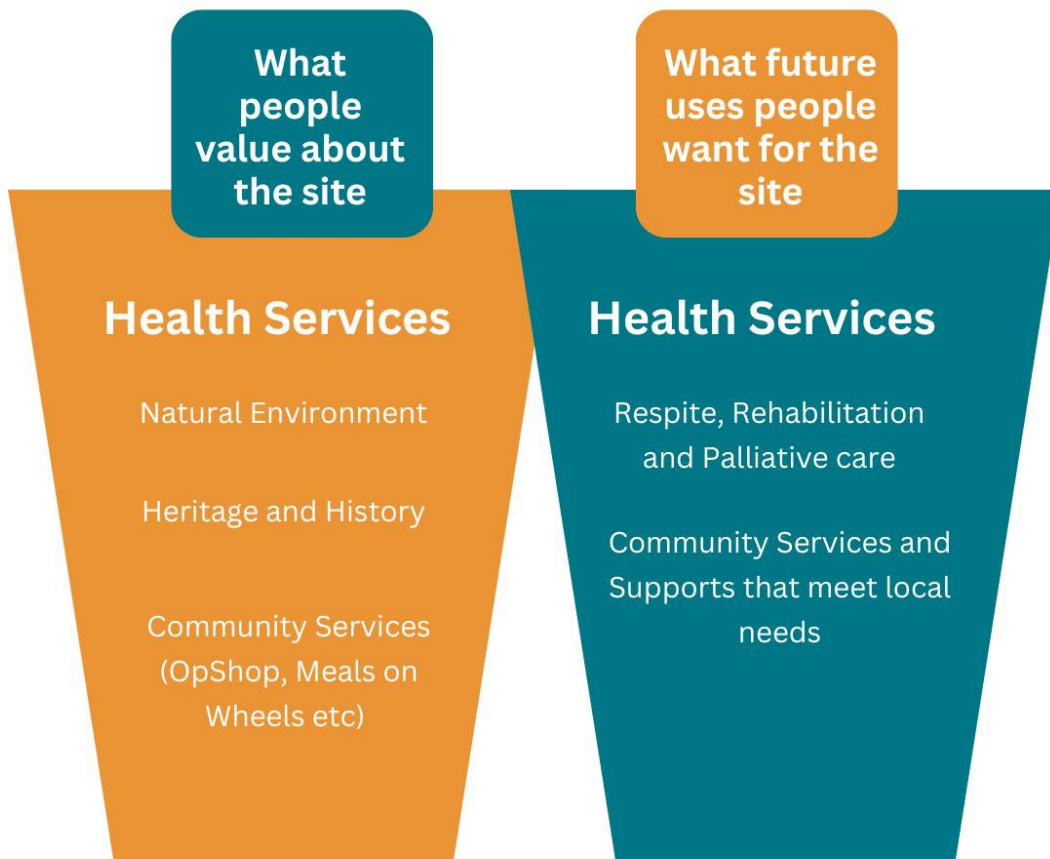 What
people
value about
the site
Health Services
Natural Environment
Heritage and History
Community Services
(OpShop, Meals on
Wheels etc)
What future
uses people
want for the
site
Health Services
Respite, Rehabilitation
and Palliative care
Community Services and
Supports that meet local
needs